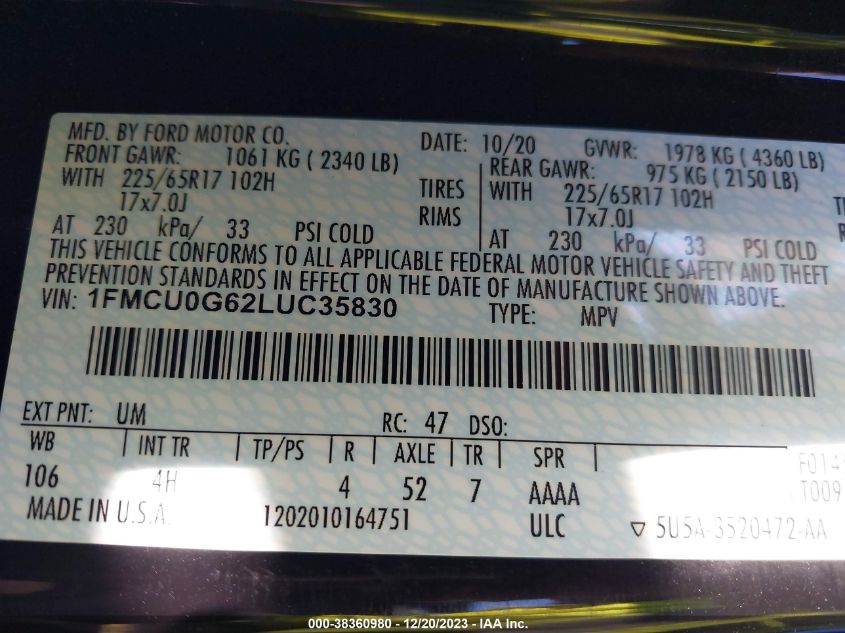 MFD. BY FORD MOTOR CO. DATE: 10/20 GVWR: 1978 KG ( 4360 LB)
FRONT GAWR: 1061 KG ( 2340 LB) REAR GAWR: 975 KG ( 2150 LB)
WITH 225/65R17 102H TIRES WITH 225/65R17 102H
17x7.0J RIMS 17x7.0J
AT 230 kPa/ 33 PSI COLD AT 230 kPa/ 33 PSI COLD
THIS VEHICLE CONFORMS TO ALL APPLICABLE FEDERAL MOTOR VEHICLE SAFETY AND THEFT
PREVENTION STANDARDS IN EFFECT ON THE DATE OF MANUFACTURE SHOWN ABOVE.
VIN: 1FMCU0G62LUC35830 TYPE: MPV
EXT PNT: UM RC: 47 DSO:
WB INT TR TP/PS R AXLE TR SPR
106 4H 4 52 7 AAAA
MADE IN U.S.A. 1202010164751 ULC 5U5A-3520472-AA
000-38360980 - 12/20/2023 - IAA Inc.